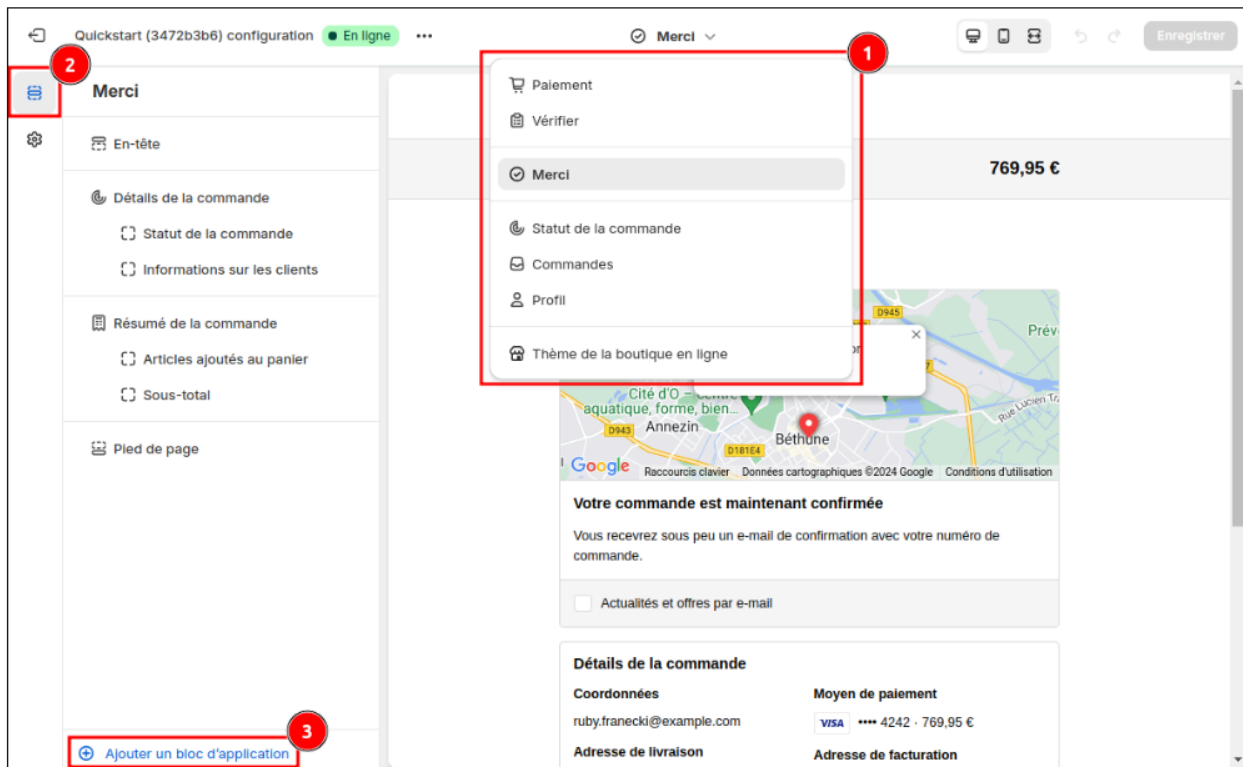 Quickstart (3472b3b6) configuration
En ligne
Merci
Enregistrer
1
2
Merci
En-tête
Détails de la commande
Statut de la commande
Informations sur les clients
Résumé de la commande
Articles ajoutés au panier
Sous-total
Pied de page
3
Ajouter un bloc d'application
Paiement
Vérifier
Merci
Statut de la commande
Commandes
Profil
Thème de la boutique en ligne
769,95 €
D945
Prév
Cité d'O – Centre
aquatique, forme, bien...
Rue Lucien Tr
D943
Annezin
Béthune
D181E4
Google
Raccourcis clavier
Données cartographiques ©2024 Google
Conditions d'utilisation
Votre commande est maintenant confirmée
Vous recevrez sous peu un e-mail de confirmation avec votre numéro de
commande.
Actualités et offres par e-mail
Détails de la commande
Coordonnées
ruby.franecki@example.com
Adresse de livraison
Moyen de paiement
VISA •••• 4242 · 769,95 €
Adresse de facturation